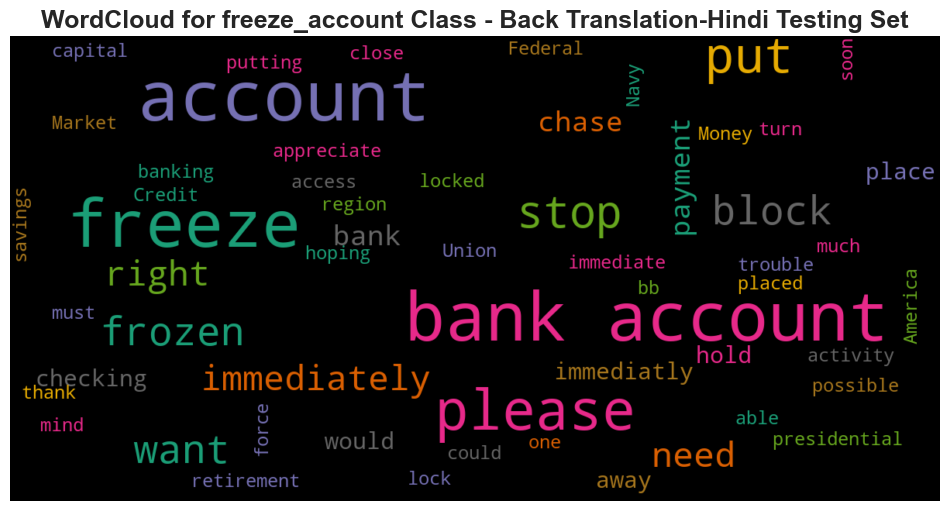 WordCloud for freeze_account Class - Back Translation-Hindi Testing Set
capital
putting
close
Federal
put
soon
account
Navy
Market
chase
Money
turn
payment
appreciate
banking
access
locked
place
Credit
region
savings
freeze
bank
stop
block
hoping
Union
much
right
immediate
trouble
bb
placed
America
must
bank account
frozen
hold
activity
checking
immediately
immediatly
possible
thank
please
mind
force
able
want
would
could
one
presidential
need
retirement
lock
away